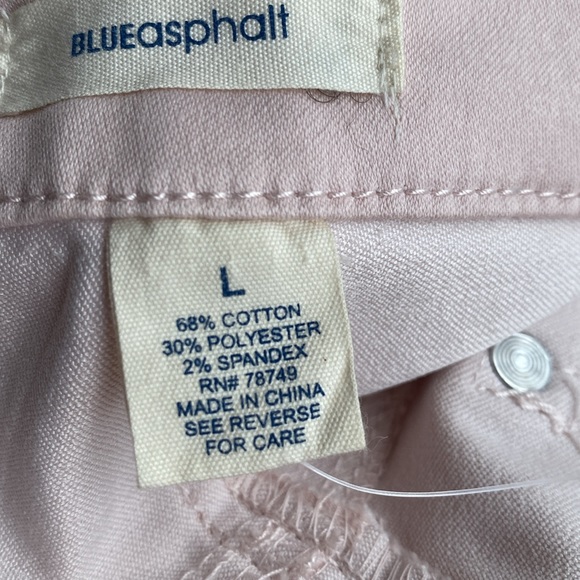 BLUEasphalt
L
68% COTTON
30% POLYESTER
2% SPANDEX
RN# 78749
MADE IN CHINA
SEE REVERSE
FOR CARE